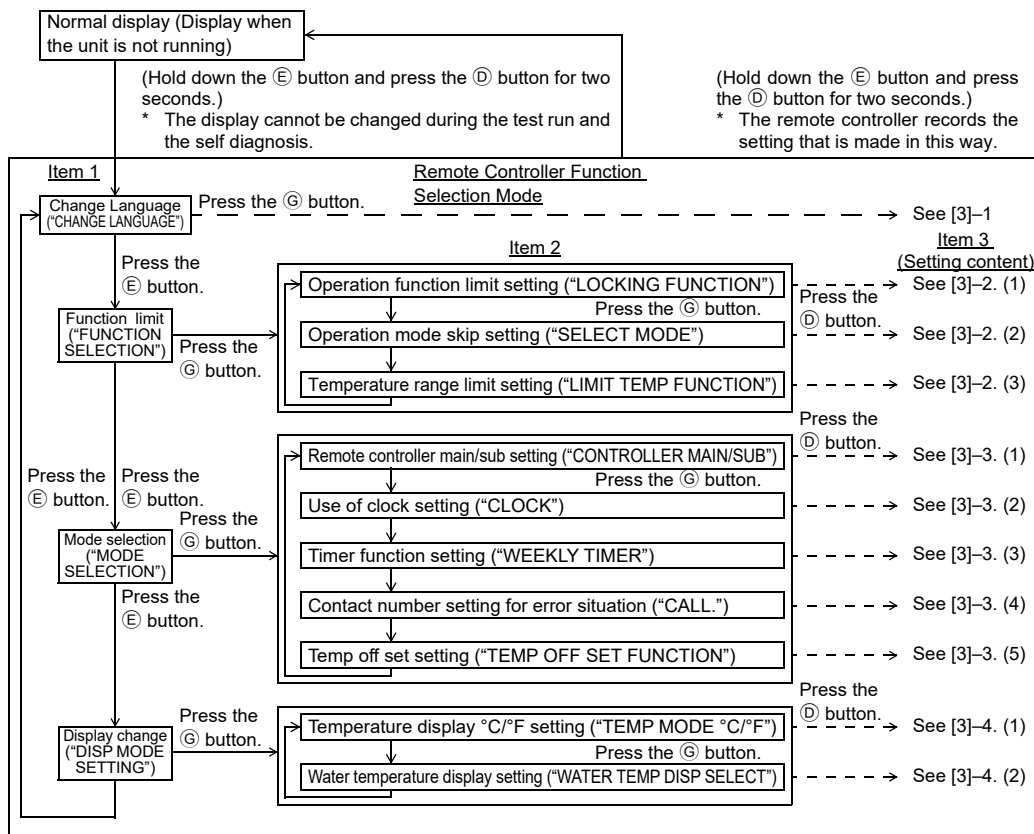 Normal display (Display when
the unit is not running)
(Hold down the Ⓔ button and press the Ⓓ button for two
seconds.)
* The display cannot be changed during the test run and
the self diagnosis.
(Hold down the Ⓔ button and press
the Ⓓ button for two seconds.)
* The remote controller records the
setting that is made in this way.
Item 1
Remote Controller Function
Selection Mode
Change Language
(“CHANGE LANGUAGE”)
Press the Ⓖ button.
See [3]–1
Item 2
Item 3
(Setting content)
Press the
Ⓔ button.
Function limit
(“FUNCTION
SELECTION”)
Press the
Ⓖ button.
Operation function limit setting (“LOCKING FUNCTION”)
Press the Ⓖ button.
Operation mode skip setting (“SELECT MODE”)
Temperature range limit setting (“LIMIT TEMP FUNCTION”)
Press the
Ⓓ button.
See [3]–2. (1)
See [3]–2. (2)
See [3]–2. (3)
Press the
Ⓔ button.
Press the
Ⓔ button.
Mode selection
(“MODE
SELECTION”)
Press the
Ⓖ button.
Remote controller main/sub setting (“CONTROLLER MAIN/SUB”)
Press the Ⓖ button.
Use of clock setting (“CLOCK”)
Timer function setting (“WEEKLY TIMER”)
Contact number setting for error situation (“CALL.”)
Temp off set setting (“TEMP OFF SET FUNCTION”)
Press the
Ⓓ button.
See [3]–3. (1)
See [3]–3. (2)
See [3]–3. (3)
See [3]–3. (4)
See [3]–3. (5)
Press the
Ⓔ button.
Display change
(“DISP MODE
SETTING”)
Press the
Ⓖ button.
Temperature display °C/°F setting (“TEMP MODE °C/°F”)
Press the Ⓖ button.
Water temperature display setting (“WATER TEMP DISP SELECT”)
Press the
Ⓓ button.
See [3]–4. (1)
See [3]–4. (2)